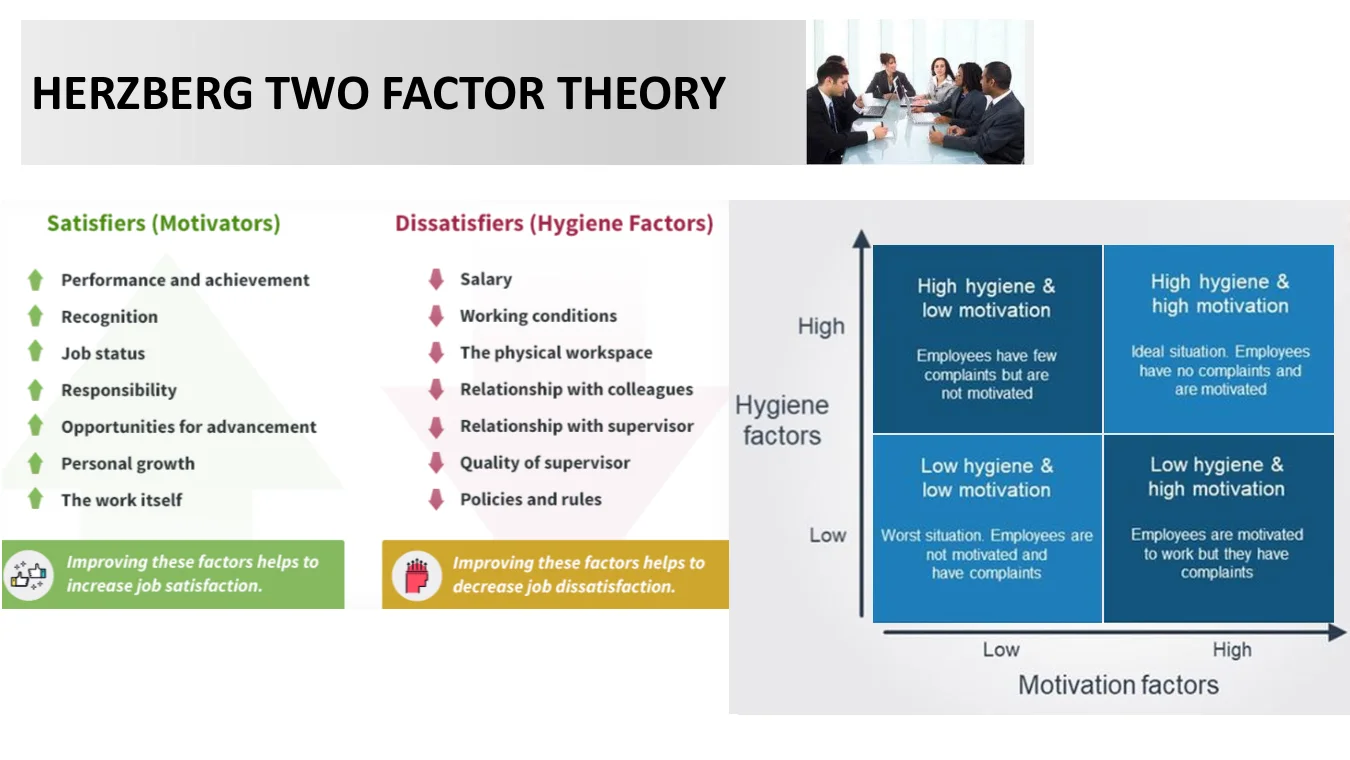 HERZBERG TWO FACTOR THEORY
Satisfiers (Motivators)
Performance and achievement
Recognition
Job status
Responsibility
Opportunities for advancement
Personal growth
The work itself
Improving these factors helps to
increase job satisfaction.
Dissatisfiers (Hygiene Factors)
Salary
Working conditions
The physical workspace
Relationship with colleagues
Relationship with supervisor
Quality of supervisor
Policies and rules
Improving these factors helps to
decrease job dissatisfaction.
Hygiene
factors
High
Low
High hygiene &
low motivation
Employees have few
complaints but are
not motivated
High hygiene &
high motivation
Ideal situation. Employees
have no complaints and
are motivated
Low hygiene &
low motivation
Worst situation. Employees are
not motivated and
have complaints
Low hygiene &
high motivation
Employees are motivated
to work but they have
complaints
Low
High
Motivation factors